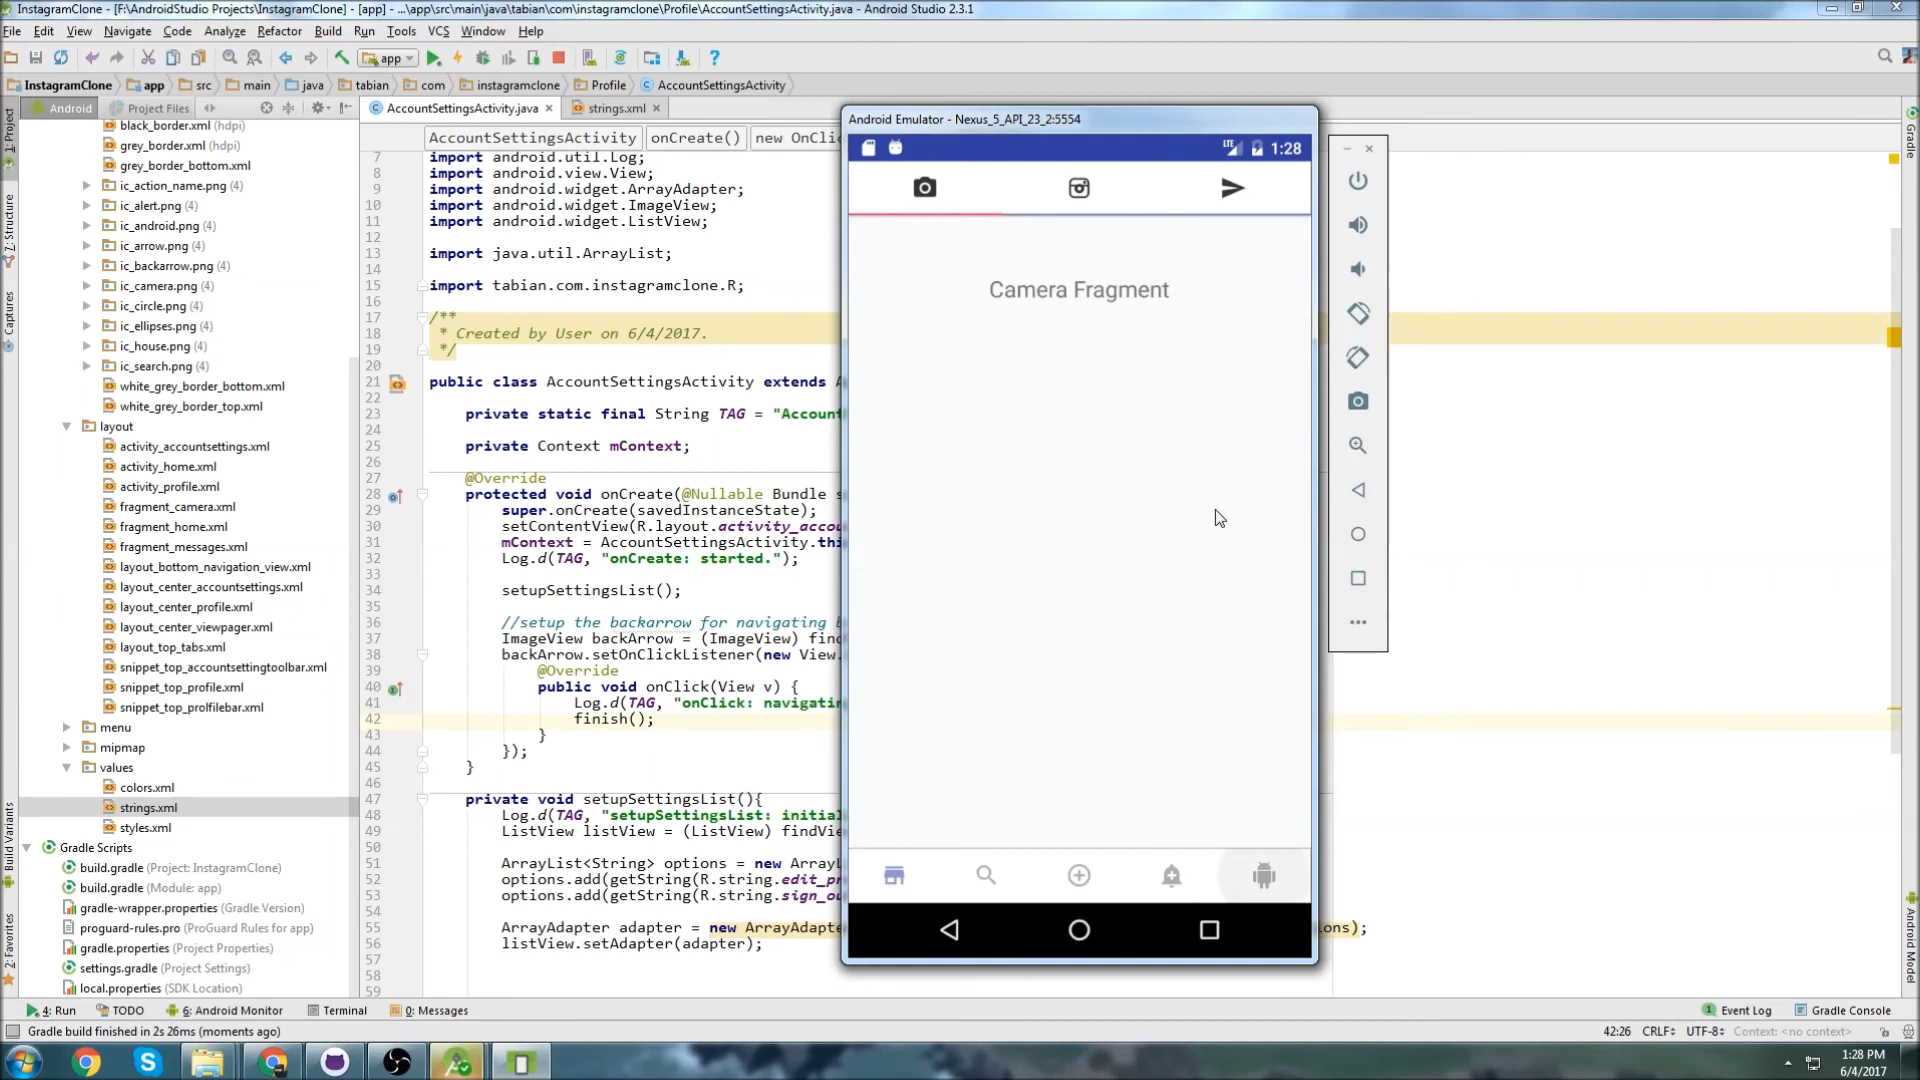 InstagramClone - [F:\AndroidStudio Projects\InstagramClone] - [app] - ...\app\src\main\java\tabian\com\instagramclone\Profile\AccountSettingsActivity.java - Android Studio 2.3.1
File Edit View Navigate Code Analyze Refactor Build Run Tools VCS Window Help
app
InstagramClone app src main java tabian com instagramclone Profile AccountSettingsActivity
Android Project Files
AccountSettingsActivity.java strings.xml
AccountSettingsActivity onCreate() new OnCli
1: Project
7: Structure
Captures
Build Variants
2: Favorites
Gradle
Android Model
black_border.xml (hdpi)
grey_border.xml (hdpi)
grey_border_bottom.xml
ic_action_name.png (4)
ic_alert.png (4)
ic_android.png (4)
ic_arrow.png (4)
ic_backarrow.png (4)
ic_camera.png (4)
ic_circle.png (4)
ic_ellipses.png (4)
ic_house.png (4)
ic_search.png (4)
white_grey_border_bottom.xml
white_grey_border_top.xml
layout
activity_accountsettings.xml
activity_home.xml
activity_profile.xml
fragment_camera.xml
fragment_home.xml
fragment_messages.xml
layout_bottom_navigation_view.xml
layout_center_accountsettings.xml
layout_center_profile.xml
layout_center_viewpager.xml
layout_top_tabs.xml
snippet_top_accountsettingtoolbar.xml
snippet_top_profile.xml
snippet_top_prolfilebar.xml
menu
mipmap
values
colors.xml
strings.xml
styles.xml
Gradle Scripts
build.gradle (Project: InstagramClone)
build.gradle (Module: app)
gradle-wrapper.properties (Gradle Version)
proguard-rules.pro (ProGuard Rules for app)
gradle.properties (Project Properties)
settings.gradle (Project Settings)
local.properties (SDK Location)
7 import android.util.Log;
8 import android.view.View;
9 import android.widget.ArrayAdapter;
10 import android.widget.ImageView;
11 import android.widget.ListView;
12
13 import java.util.ArrayList;
14
15 import tabian.com.instagramclone.R;
16
17 /**
18 * Created by User on 6/4/2017.
19 */
20
21 public class AccountSettingsActivity extends A
22
23 private static final String TAG = "Account
24
25 private Context mContext;
26
27 @Override
28 protected void onCreate(@Nullable Bundle s
29 super.onCreate(savedInstanceState);
30 setContentView(R.layout.activity_accou
31 mContext = AccountSettingsActivity.thi
32 Log.d(TAG, "onCreate: started.");
33
34 setupSettingsList();
35
36 //setup the backarrow for navigating b
37 ImageView backArrow = (ImageView) find
38 backArrow.setOnClickListener(new View.
39 @Override
40 public void onClick(View v) {
41 Log.d(TAG, "onClick: navigatin
42 finish();
43 }
44 });
45 }
46
47 private void setupSettingsList(){
48 Log.d(TAG, "setupSettingsList: initial
49 ListView listView = (ListView) findVie
50
51 ArrayList<String> options = new ArrayL
52 options.add(getString(R.string.edit_pr
53 options.add(getString(R.string.sign_ou
54
55 ArrayAdapter adapter = new ArrayAdapte ions);
56 listView.setAdapter(adapter);
57
58
59
Android Emulator - Nexus_5_API_23_2:5554
LTE 1:28
Camera Fragment
4: Run TODO 6: Android Monitor Terminal 0: Messages Event Log Gradle Console
Gradle build finished in 2s 26ms (moments ago) 42:26 CRLF UTF-8 Context: <no context>
1:28 PM
6/4/2017